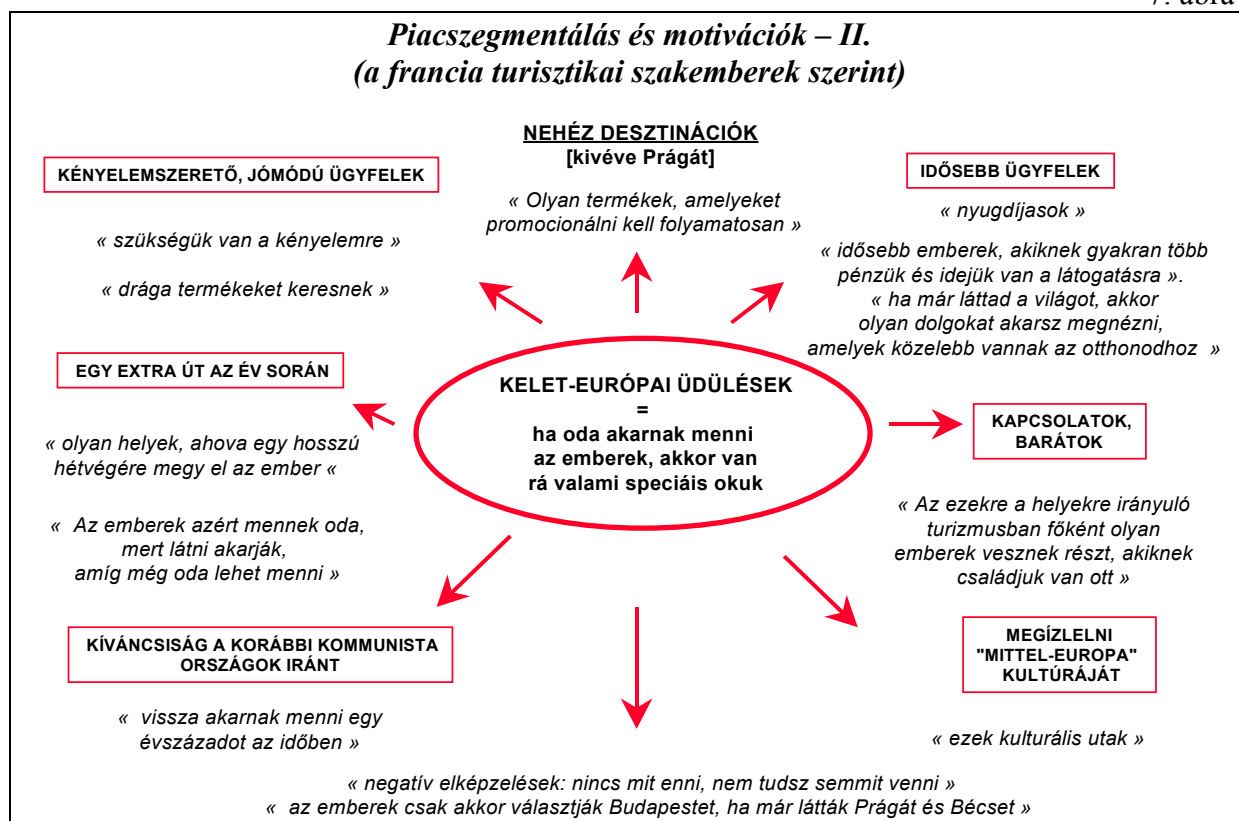 7. ábra
Piacszegmentálás és motivációk – II.
(a francia turisztikai szakemberek szerint)
NEHÉZ DESZTINÁCIÓK
[kivéve Prágát]
« Olyan termékek, amelyeket
promocionálni kell folyamatosan »
KÉNYELEMSZERETŐ, JÓMÓDÚ ÜGYFELEK
« szükségük van a kényelemre »
« drága termékeket keresnek »
IDŐSEBB ÜGYFELEK
« nyugdíjasok »
« idősebb emberek, akiknek gyakran több
pénzük és idejük van a látogatásra ».
« ha már láttad a világot, akkor
olyan dolgokat akarsz megnézni,
amelyek közelebb vannak az otthonodhoz »
EGY EXTRA ÚT AZ ÉV SORÁN
« olyan helyek, ahova egy hosszú
hétvégére megy el az ember «
« Az emberek azért mennek oda,
mert látni akarják,
amíg még oda lehet menni »
KELET-EURÓPAI ÜDÜLÉSEK
=
ha oda akarnak menni
az emberek, akkor van
rá valami speciáis okuk
KAPCSOLATOK,
BARÁTOK
« Az ezekre a helyekre irányuló
turizmusban főként olyan
emberek vesznek részt, akiknek
családjuk van ott »
KÍVÁNCSISÁG A KORÁBBI KOMMUNISTA
ORSZÁGOK IRÁNT
« vissza akarnak menni egy
évszázadot az időben »
MEGÍZLELNI
"MITTEL-EUROPA"
KULTÚRÁJÁT
« ezek kulturális utak »
« negatív elképzelések: nincs mit enni, nem tudsz semmit venni »
« az emberek csak akkor választják Budapestet, ha már látták Prágát és Bécset »